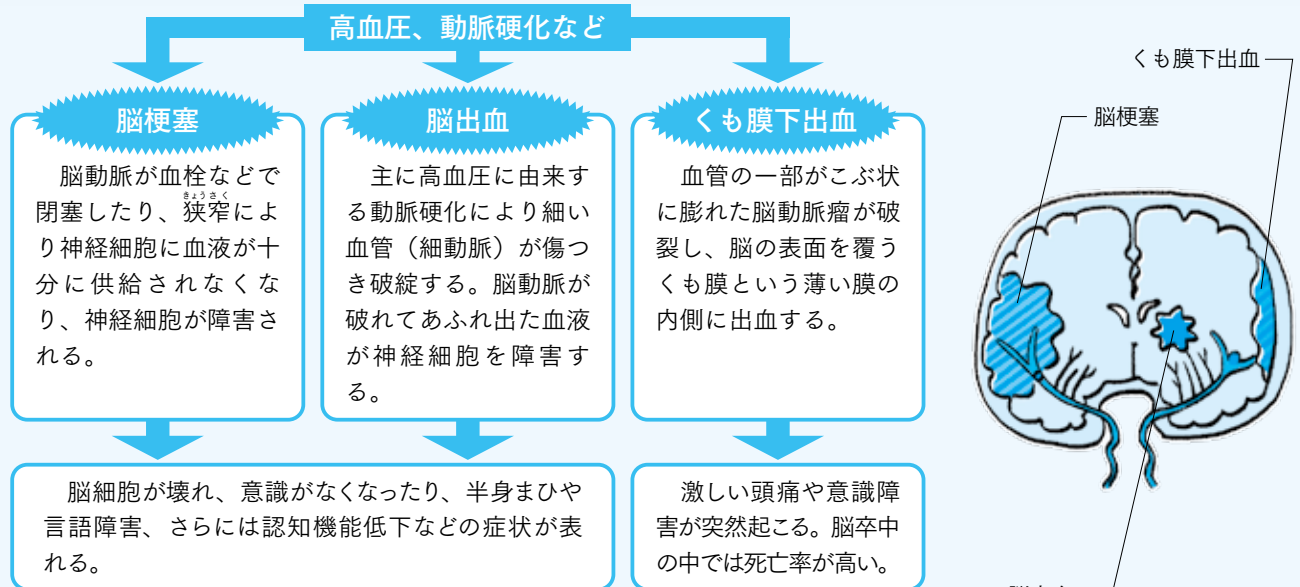 高血圧、動脈硬化など
脳梗塞
脳動脈が血栓などで
閉塞したり、狭窄によ
きょうさく
り神経細胞に血液が十
分に供給されなくな
り、神経細胞が障害さ
れる。
脳出血
主に高血圧に由来す
る動脈硬化により細い
血管（細動脈）が傷つ
き破綻する。脳動脈が
破れてあふれ出た血液
が神経細胞を障害す
る。
くも膜下出血
血管の一部がこぶ状
に膨れた脳動脈瘤が破
裂し、脳の表面を覆う
くも膜という薄い膜の
内側に出血する。
脳細胞が壊れ、意識がなくなったり、半身まひや
言語障害、さらには認知機能低下などの症状が表
れる。
激しい頭痛や意識障
害が突然起こる。脳卒中
の中では死亡率が高い。
くも膜下出血
脳梗塞